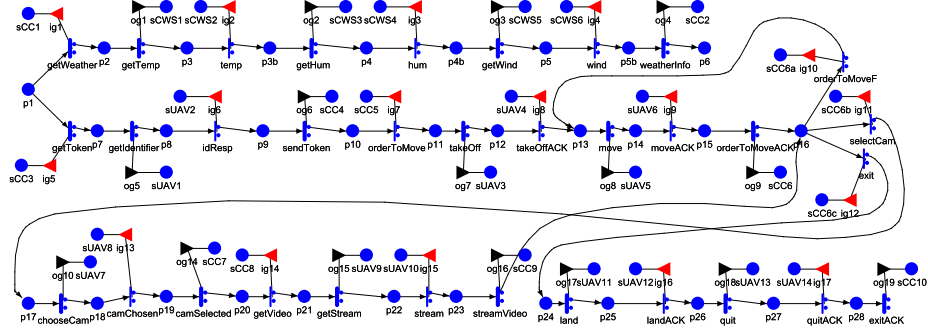 og1 sCWS1 sCWS2 ig2 og2 sCWS3 sCWS4 ig3 og3 sCWS5 sCWS6 ig4 og4 sCC2
sCC1 ig1
getWeather p2 getTemp p3 temp p3b getHum p4 hum p4b getWind p5 wind p5b weatherInfo p6
sCC6a ig10 orderToMoveF
p1
sUAV2 ig6 og6 sCC4 sCC5 ig7 sUAV4 ig8 sUAV6 ig9 sCC6b ig11
getToken p7 getIdentifier p8 idResp p9 sendToken p10 orderToMove p11 takeOff p12 takeOffACK p13 move p14 moveACK p15 orderToMoveACK p16 selectCam
sCC3 ig5 og5 sUAV1 og7 sUAV3 og8 sUAV5 og9 sCC6 exit
sCC6c ig12
sUAV8 ig13 og14 sCC7 sCC8 ig14 og15 sUAV9 sUAV10 ig15 og16 sCC9
og10 sUAV7 og17 sUAV11 sUAV12 ig16 og18 sUAV13 sUAV14 ig17 og19 sCC10
p17 chooseCam p18 camChosen p19 camSelected p20 getVideo p21 getStream p22 stream p23 streamVideo p24 land p25 landACK p26 quit p27 quitACK p28 exitACK